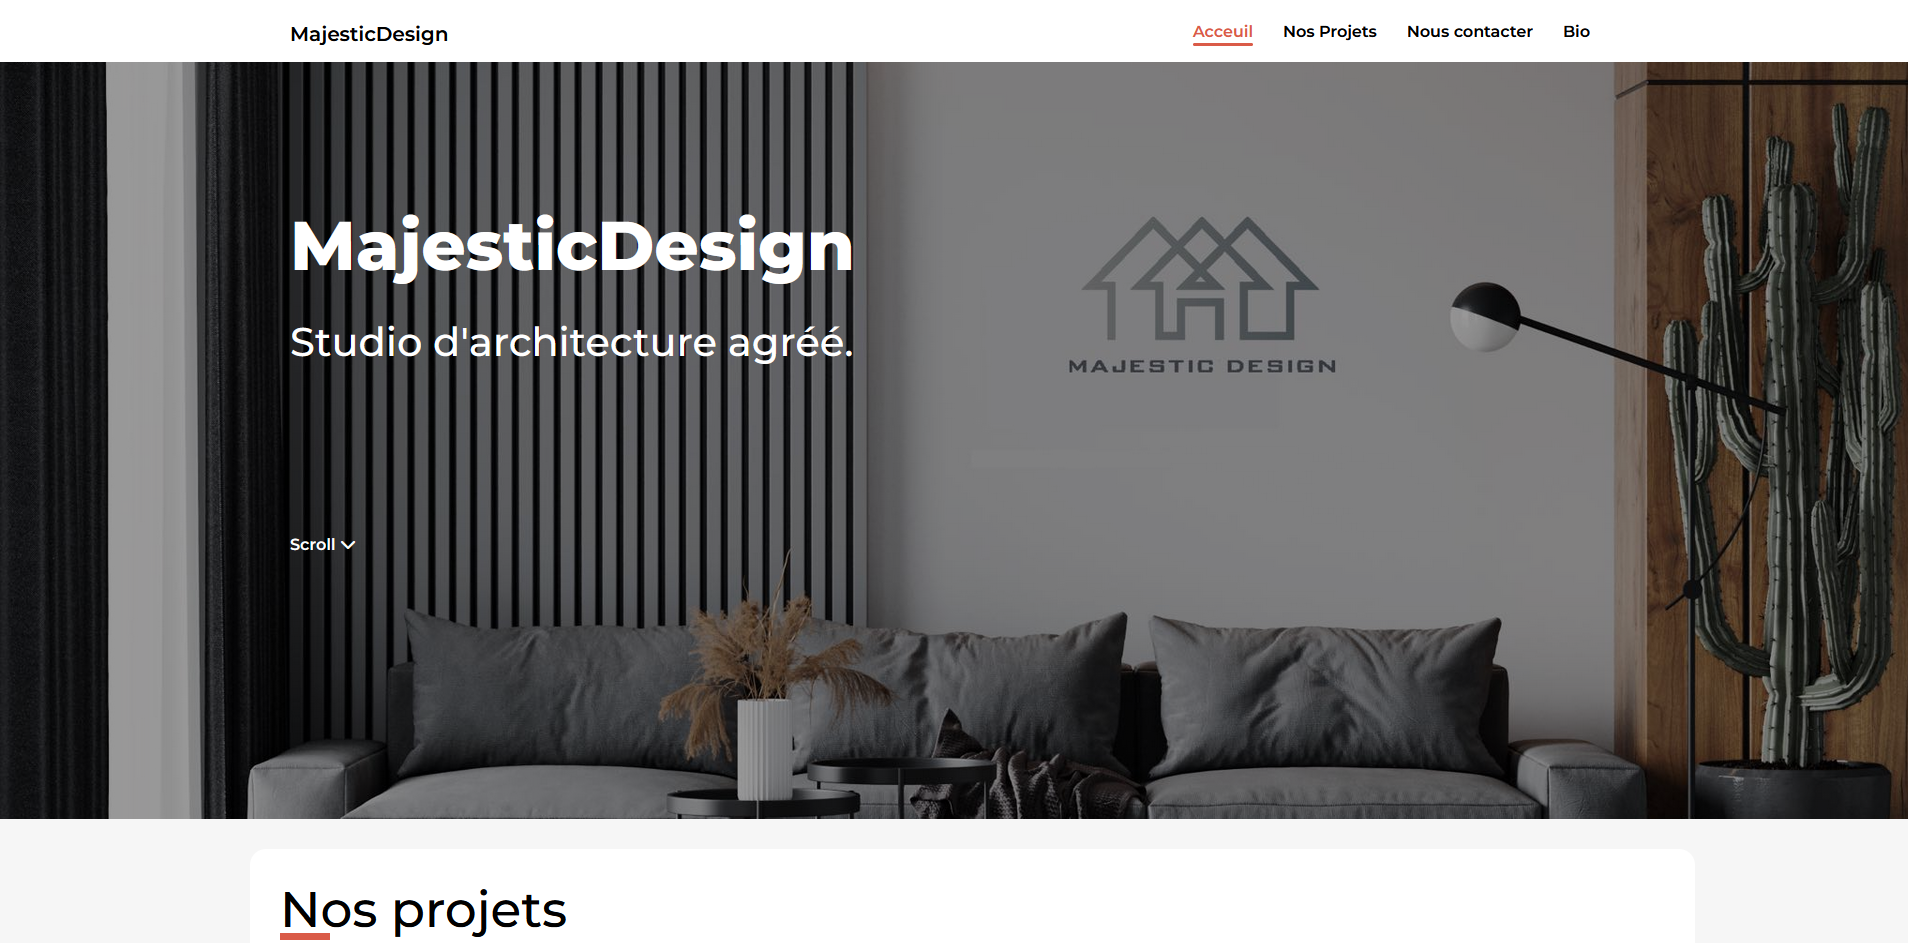 MajesticDesign
Acceuil Nos Projets Nous contacter Bio
MajesticDesign
Studio d'architecture agréé.
MAJESTIC DESIGN
Scroll
Nos projets